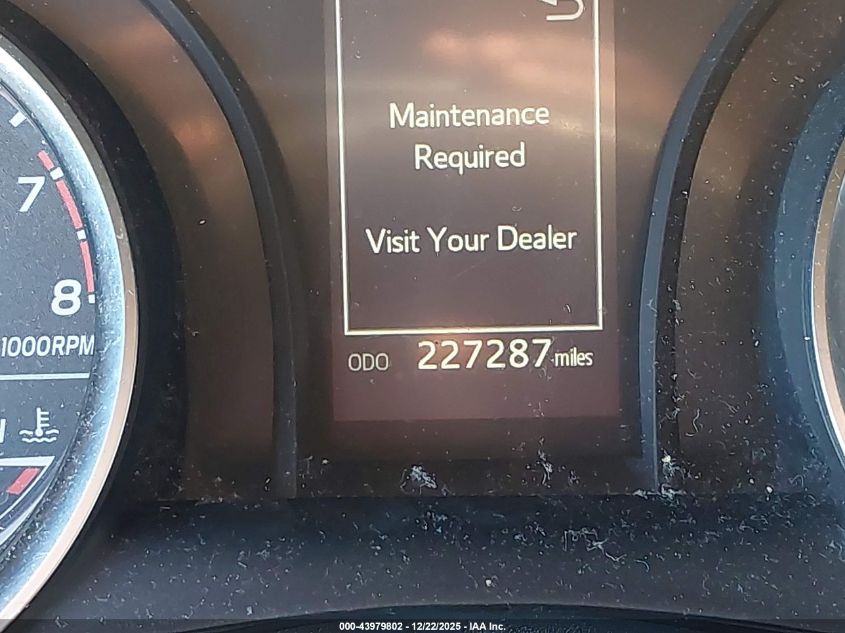 Maintenance
Required
Visit Your Dealer
7
8
1000RPM
ODO 227287 miles
000-43979802 - 12/22/2025 - IAA Inc.